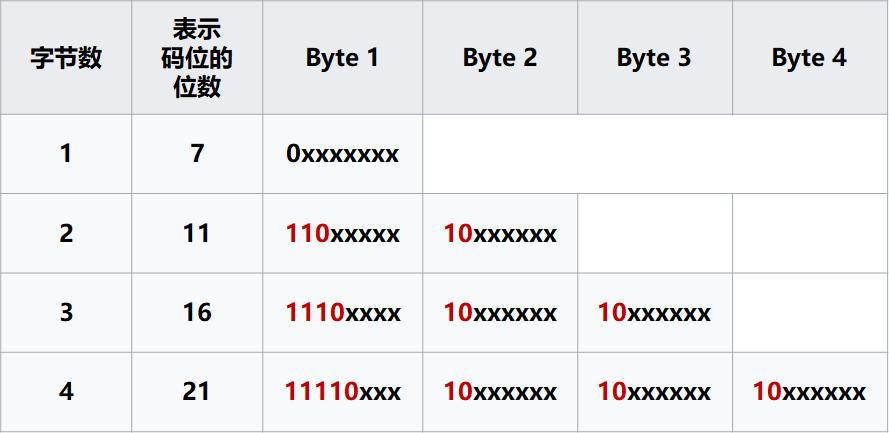 字节数 表示 Byte 1 Byte 2 Byte 3 Byte 4
码位的
位数
1 7 0xxxxxxx
2 11 110xxxxx 10xxxxxx
3 16 1110xxxx 10xxxxxx 10xxxxxx
4 21 11110xxx 10xxxxxx 10xxxxxx 10xxxxxx